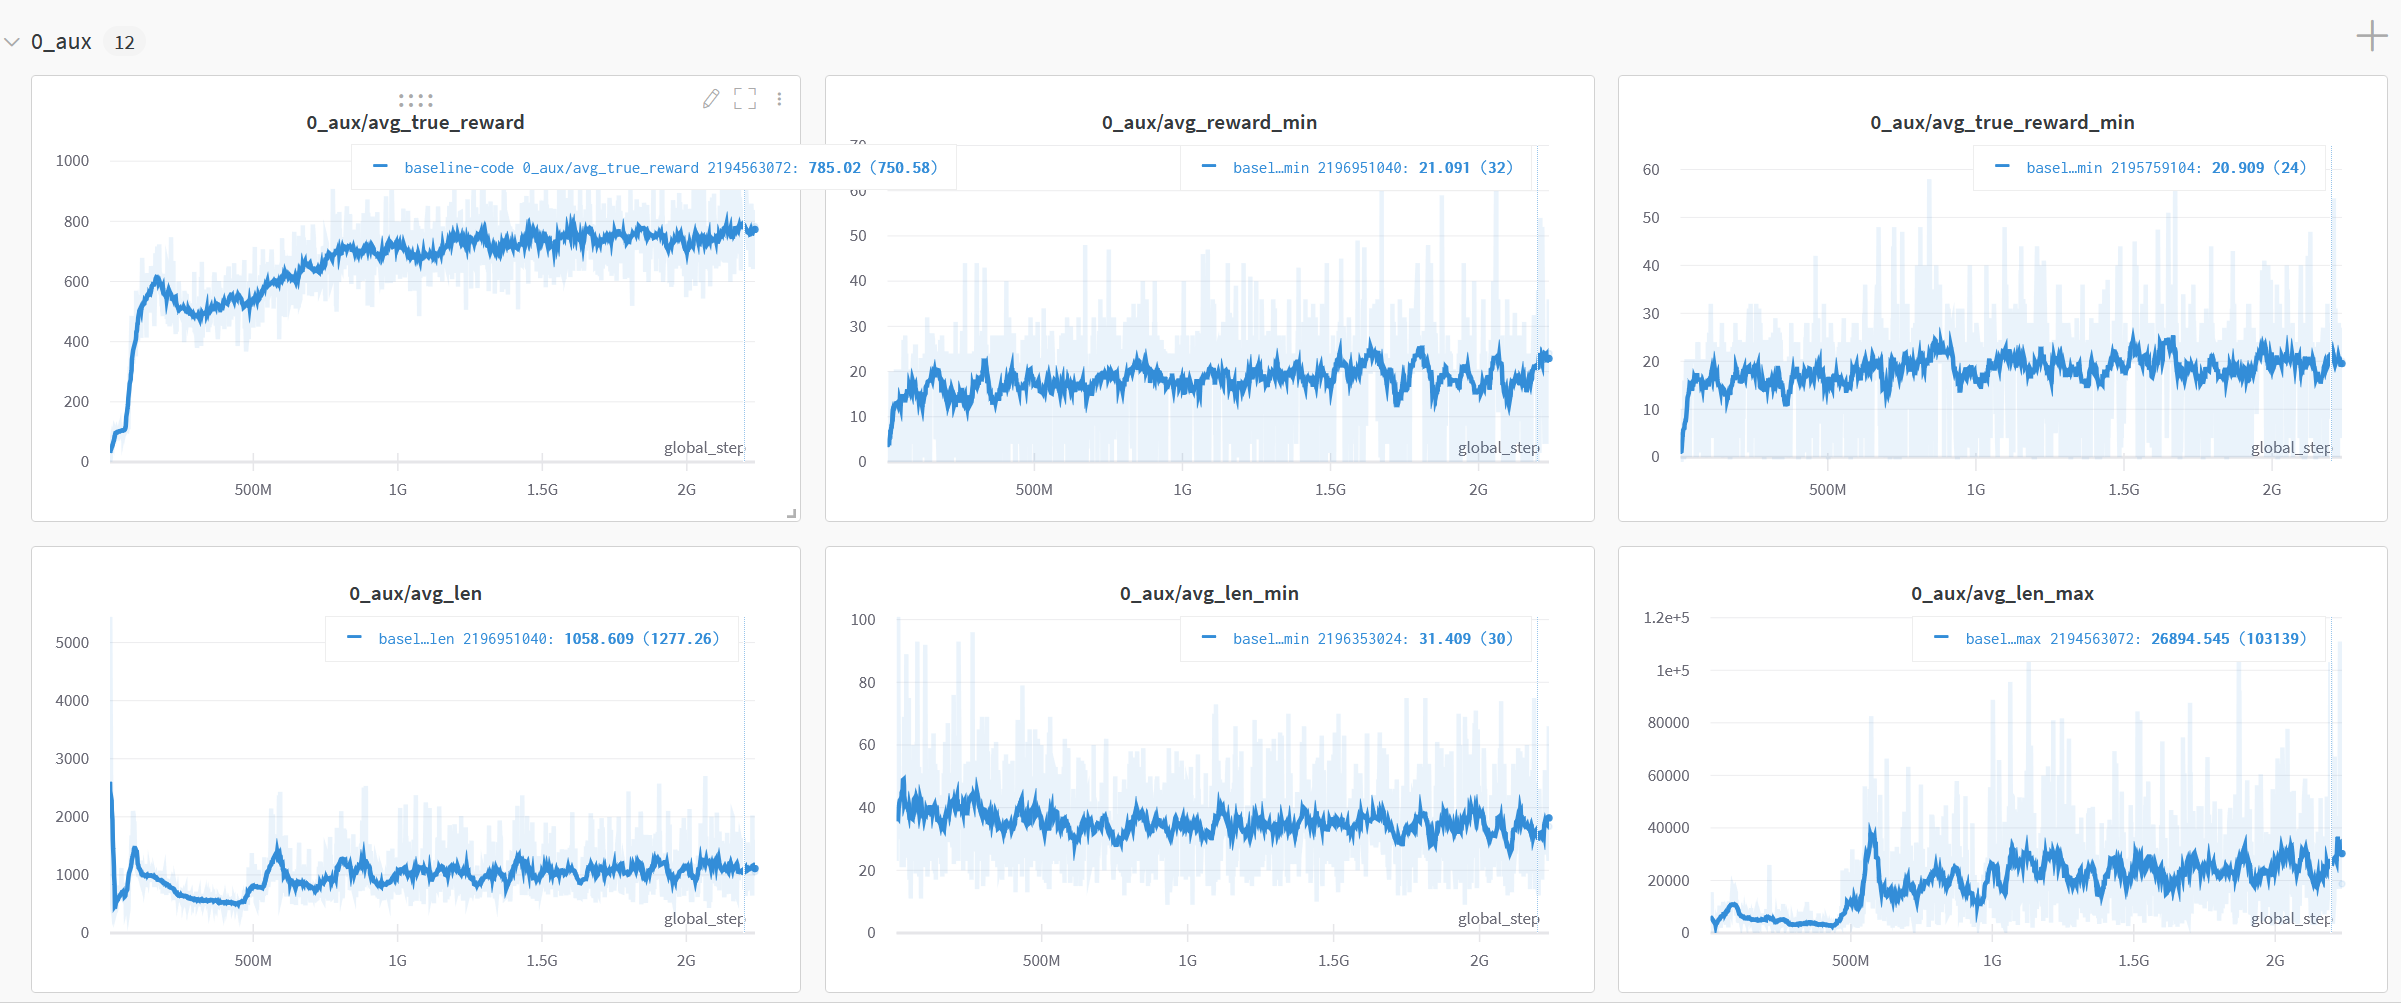 0_aux 12
0_aux/avg_true_reward
baseline-code 0_aux/avg_true_reward 2194563072: 785.02 (750.58)
1000
800
600
400
200
0
global_step
500M 1G 1.5G 2G
0_aux/avg_reward_min
basel…min 2196951040: 21.091 (32)
70
60
50
40
30
20
10
0
global_step
500M 1G 1.5G 2G
0_aux/avg_true_reward_min
basel…min 2195759104: 20.909 (24)
60
50
40
30
20
10
0
global_step
500M 1G 1.5G 2G
0_aux/avg_len
basel…len 2196951040: 1058.609 (1277.26)
5000
4000
3000
2000
1000
0
global_step
500M 1G 1.5G 2G
0_aux/avg_len_min
basel…min 2196353024: 31.409 (30)
100
80
60
40
20
0
global_step
500M 1G 1.5G 2G
0_aux/avg_len_max
basel…max 2194563072: 26894.545 (103139)
1.2e+5
1e+5
80000
60000
40000
20000
0
global_step
500M 1G 1.5G 2G